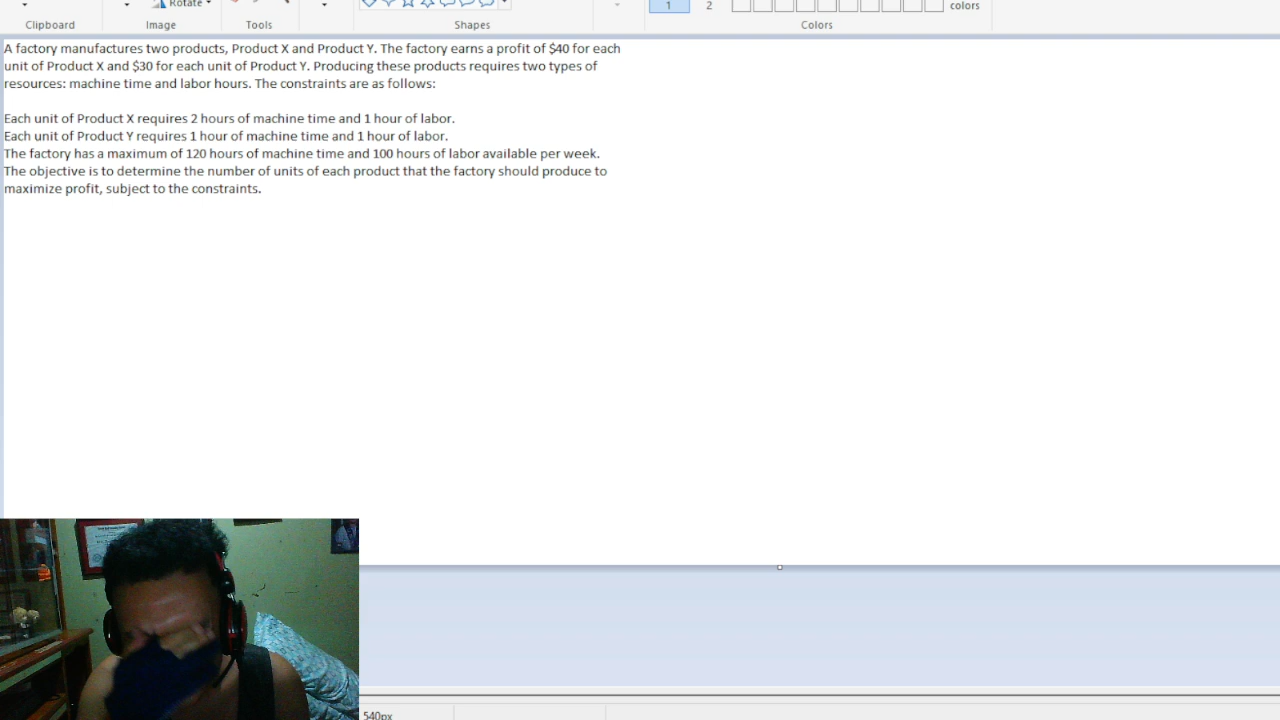 Rotate
1
2
colors
Clipboard
Image
Tools
Shapes
Colors
A factory manufactures two products, Product X and Product Y. The factory earns a profit of $40 for each
unit of Product X and $30 for each unit of Product Y. Producing these products requires two types of
resources: machine time and labor hours. The constraints are as follows:
Each unit of Product X requires 2 hours of machine time and 1 hour of labor.
Each unit of Product Y requires 1 hour of machine time and 1 hour of labor.
The factory has a maximum of 120 hours of machine time and 100 hours of labor available per week.
The objective is to determine the number of units of each product that the factory should produce to
maximize profit, subject to the constraints.
540px